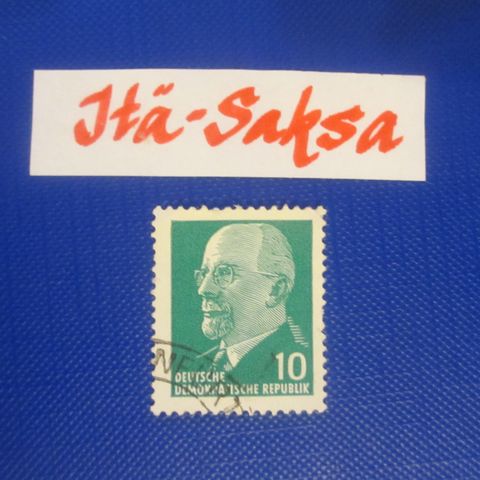 Itä-Saksa
10
DEUTSCHE
DEMOKRATISCHE REPUBLIK